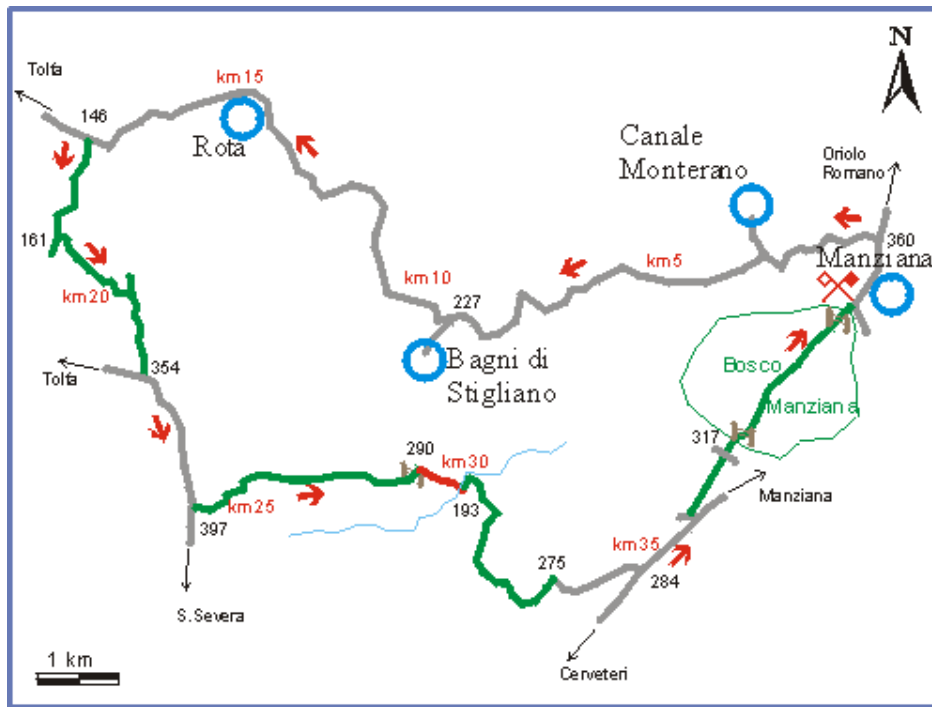 N
km15
Tolfa
146
Rota
Canale
Monterano
Oriolo
Romano
360
161
Manziana
km5
km10
km20
227
Bagni di
Stigliano
354
Tolfa
Bosco
Manziana
317
290
km30
Manziana
km25
193
397
km35
275
284
S.Severa
1 km
Cerveteri